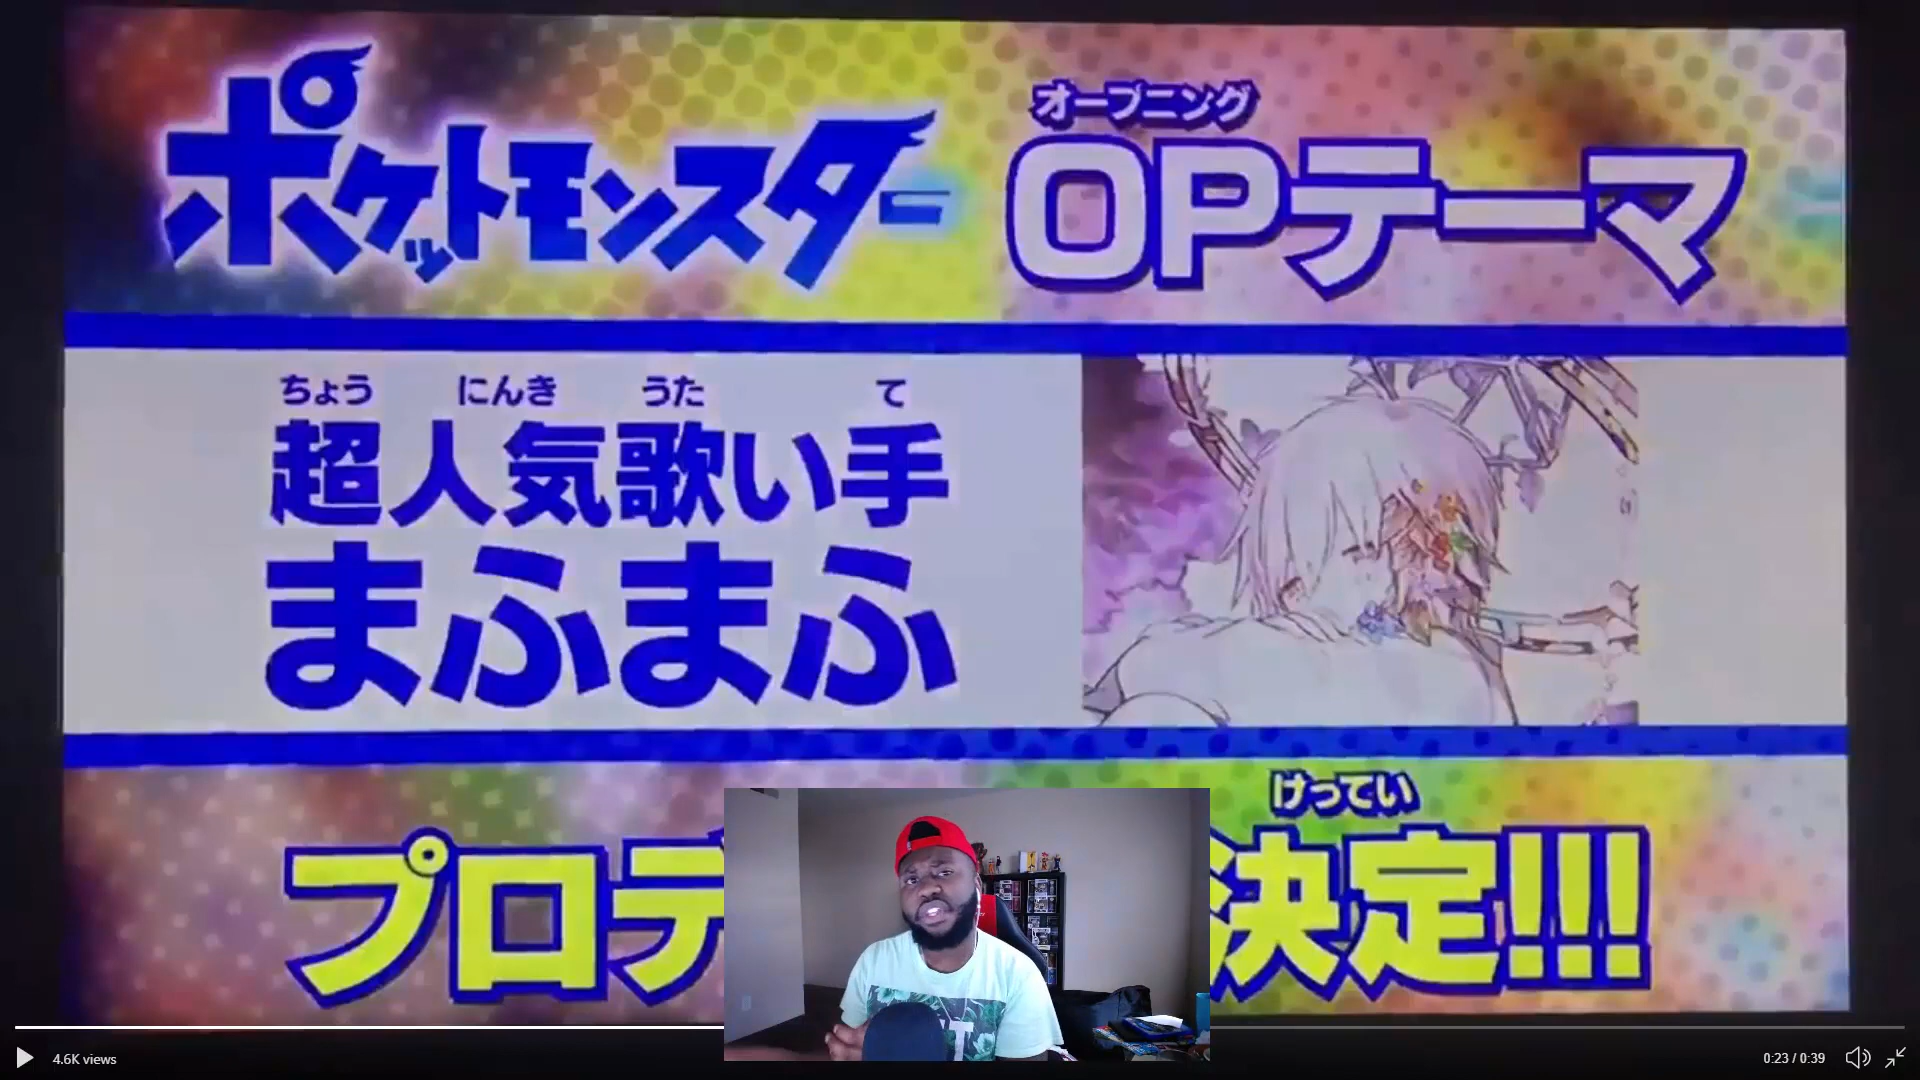 ポケットモンスター
オープニング
OPテーマ
ちょう にんき うた て
超人気歌い手
まふまふ
けってい
プロデ
決定!!!
4.6K views
0:23 / 0:39